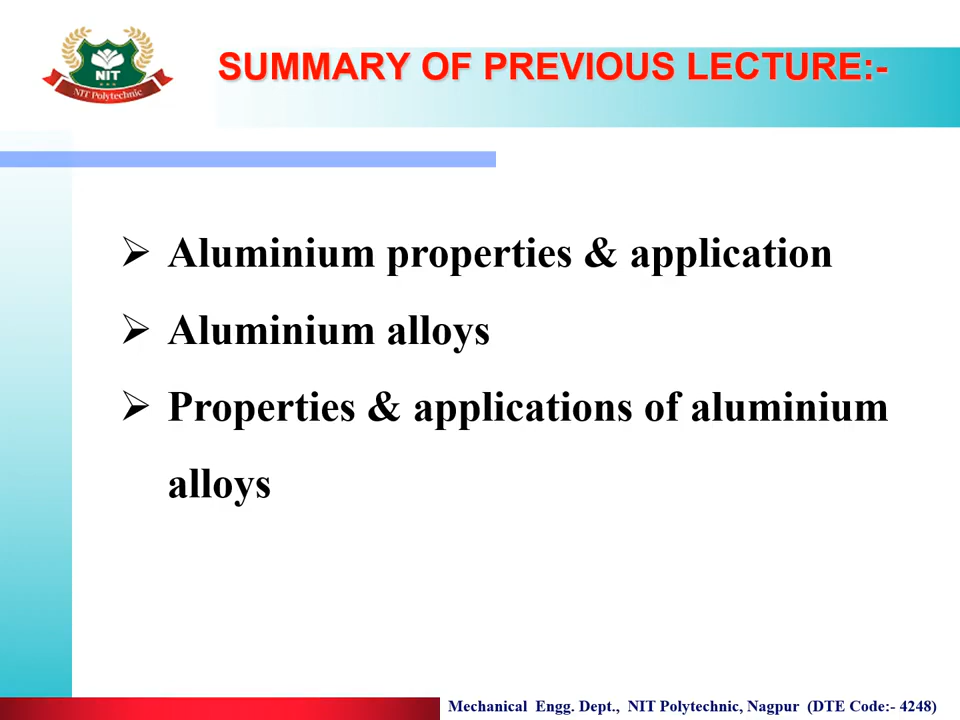 NIT
NIT Polytechnic
SUMMARY OF PREVIOUS LECTURE:-
➢ Aluminium properties & application
➢ Aluminium alloys
➢ Properties & applications of aluminium
alloys
Mechanical Engg. Dept., NIT Polytechnic, Nagpur (DTE Code:- 4248)